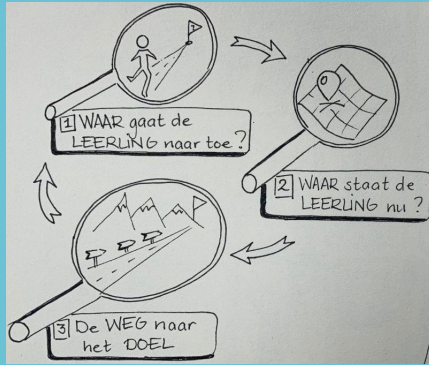 1 WAAR gaat de
LEERLING naar toe?
2 WAAR staat de
LEERLING nu?
3 De WEG naar
het DOEL